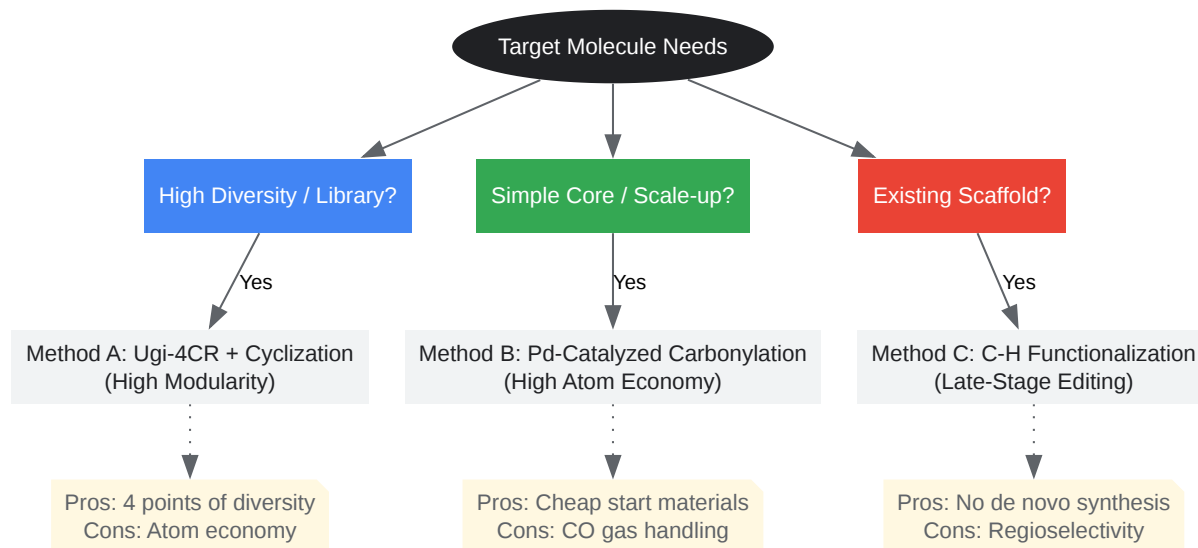 Target Molecule Needs
High Diversity / Library?
Simple Core / Scale-up?
Existing Scaffold?
Yes
Yes
Yes
Method A: Ugi-4CR + Cyclization
(High Modularity)
Method B: Pd-Catalyzed Carbonylation
(High Atom Economy)
Method C: C-H Functionalization
(Late-Stage Editing)
Pros: 4 points of diversity
Cons: Atom economy
Pros: Cheap start materials
Cons: CO gas handling
Pros: No de novo synthesis
Cons: Regioselectivity